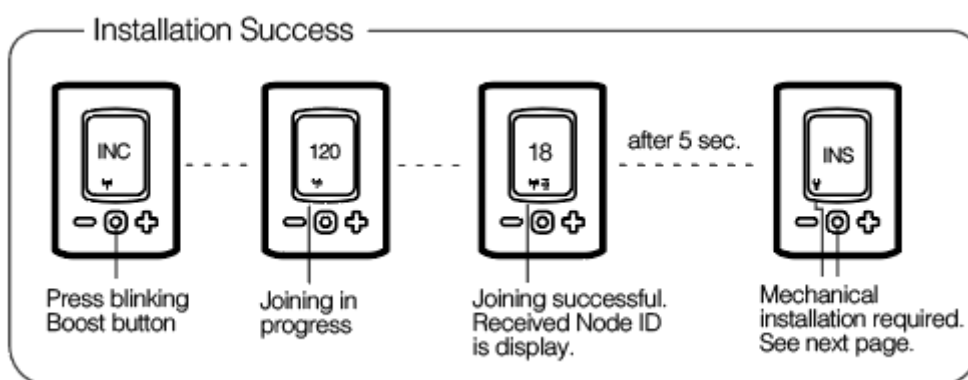 Installation Success
INC
120
18
after 5 sec.
INS
Press blinking
Boost button
Joining in
progress
Joining successful.
Received Node ID
is display.
Mechanical
installation required.
See next page.